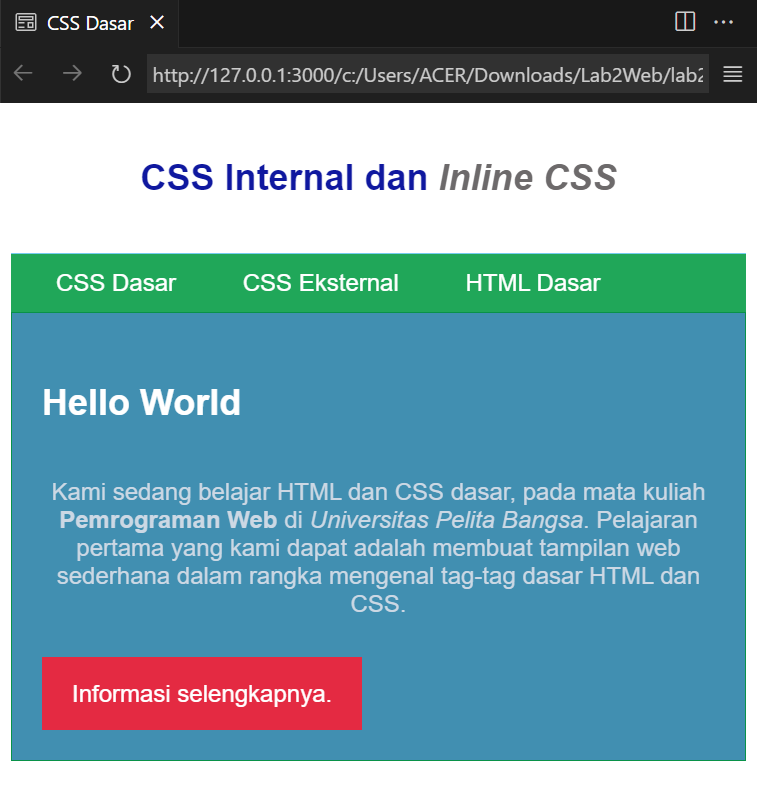 CSS Dasar
http://127.0.0.1:3000/c:/Users/ACER/Downloads/Lab2Web/lab2
CSS Internal dan Inline CSS
CSS Dasar CSS Eksternal HTML Dasar
Hello World
Kami sedang belajar HTML dan CSS dasar, pada mata kuliah
Pemrograman Web di Universitas Pelita Bangsa. Pelajaran
pertama yang kami dapat adalah membuat tampilan web
sederhana dalam rangka mengenal tag-tag dasar HTML dan
CSS.
Informasi selengkapnya.